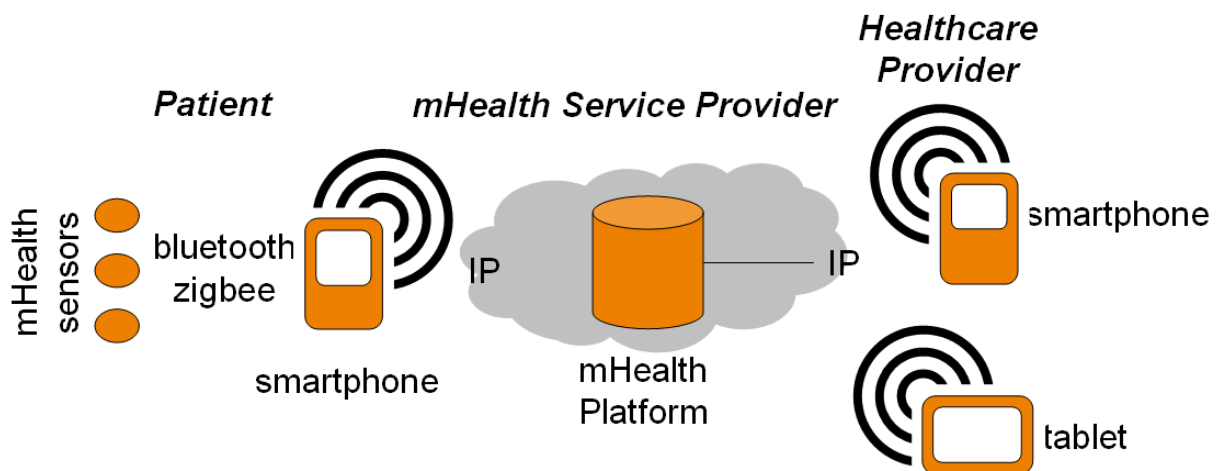 Healthcare
Provider
Patient
mHealth Service Provider
mHealth
sensors
bluetooth
zigbee
smartphone
IP
mHealth
Platform
IP
smartphone
tablet